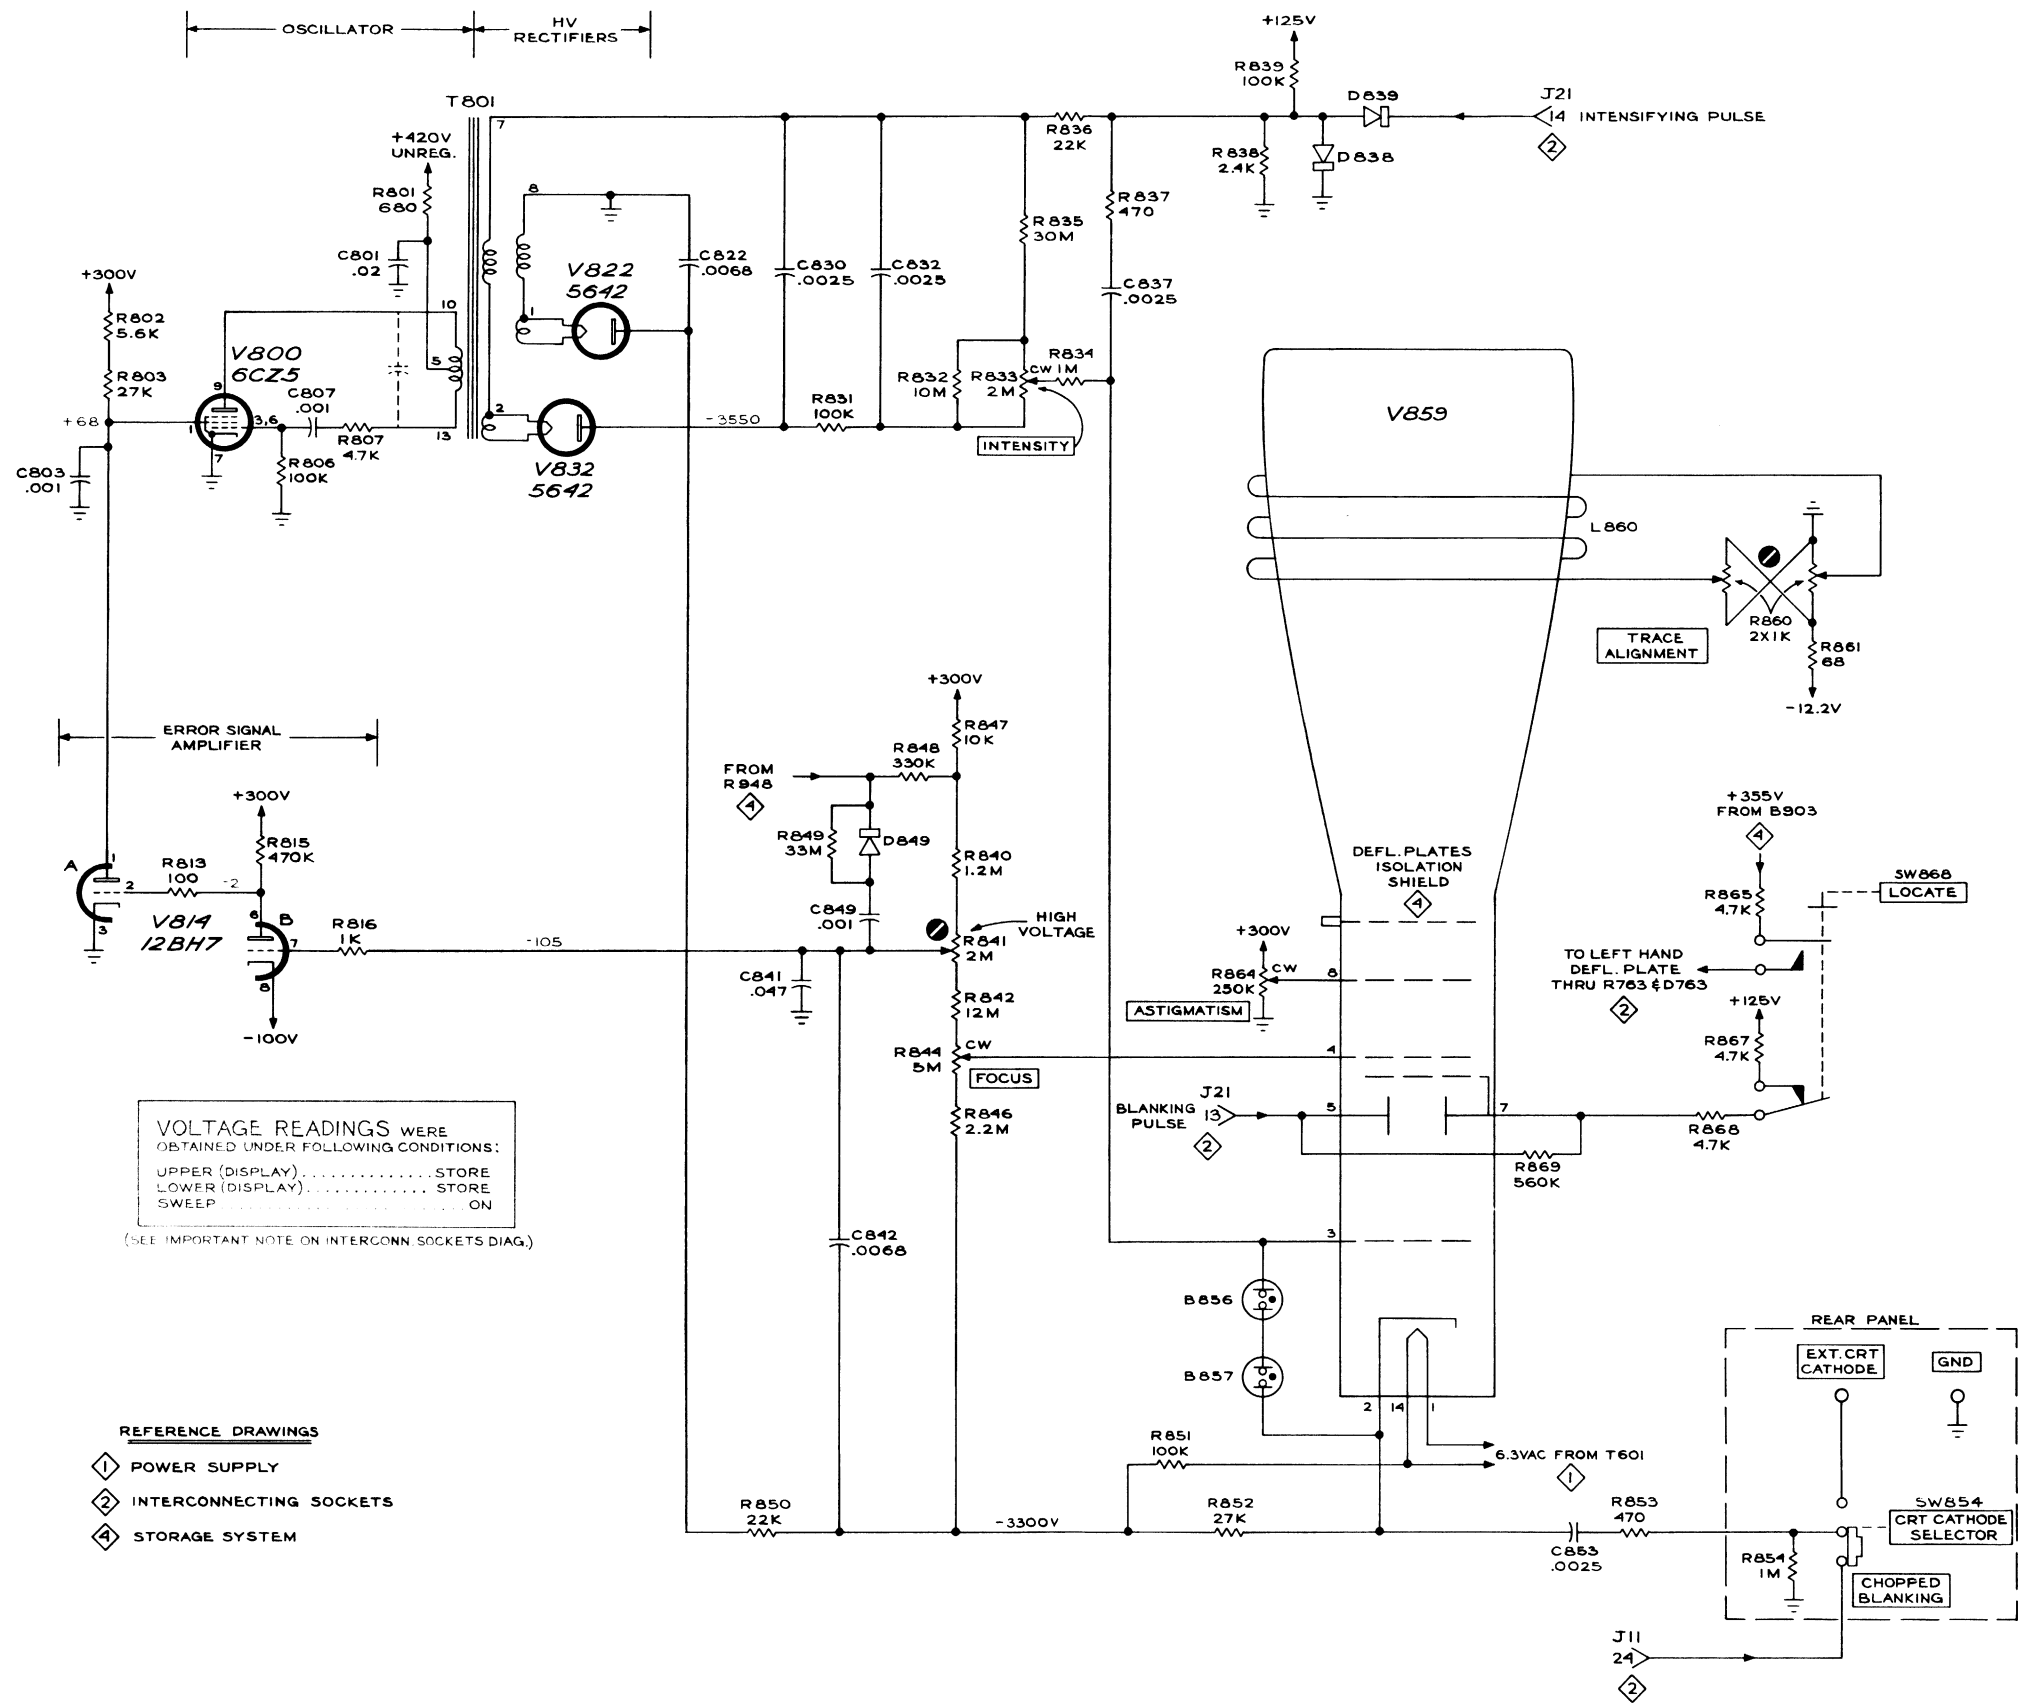 OSCILLATOR
HV
RECTIFIERS
+125V
R839
100K
D839
J21
14 INTENSIFYING PULSE
2
T801
7
+420V
UNREG.
R836
22K
R838
2.4K
D838
R801
680
8
R837
470
R835
30M
C801
.02
C822
.0068
C830
.0025
C832
.0025
C837
.0025
+300V
V822
5642
1
10
R802
5.6K
V800
6CZ5
5
R803
27K
9
C807
.001
R834
1M
CW
R832
10M
R833
2M
2
R831
100K
-3550
+68
1
3,6
R807
4.7K
13
INTENSITY
7
R806
100K
C803
.001
V832
5642
V859
L860
R860
2X1K
TRACE
ALIGNMENT
R861
68
-12.2V
ERROR SIGNAL
AMPLIFIER
+300V
R847
10K
R848
330K
FROM
R948
4
+300V
R815
470K
R849
33M
D849
R840
1.2M
A
1
R813
100
2
-2
3
V814
12BH7
6
B
7
8
R816
1K
-105
C849
.001
HIGH
VOLTAGE
R841
2M
C841
.047
R842
12M
-100V
R844
5M
CW
FOCUS
R846
2.2M
+355V
FROM B903
4
DEFL. PLATES
ISOLATION
SHIELD
4
SW868
LOCATE
R865
4.7K
+300V
R864
250K
CW
8
ASTIGMATISM
TO LEFT HAND
DEFL. PLATE
THRU R763 & D763
2
+125V
R867
4.7K
4
J21
BLANKING
PULSE
13
2
5
7
R868
4.7K
R869
560K
VOLTAGE READINGS WERE
OBTAINED UNDER FOLLOWING CONDITIONS:
UPPER (DISPLAY).............STORE
LOWER (DISPLAY)............ STORE
SWEEP.........................ON
(SEE IMPORTANT NOTE ON INTERCONN. SOCKETS DIAG.)
C842
.0068
3
B856
B857
2
14
1
REAR PANEL
EXT. CRT
CATHODE
GND
REFERENCE DRAWINGS
1 POWER SUPPLY
2 INTERCONNECTING SOCKETS
4 STORAGE SYSTEM
R851
100K
6.3VAC FROM T601
1
R850
22K
-3300V
R852
27K
R853
470
C853
.0025
SW854
CRT CATHODE
SELECTOR
R854
1M
CHOPPED
BLANKING
J11
24
2